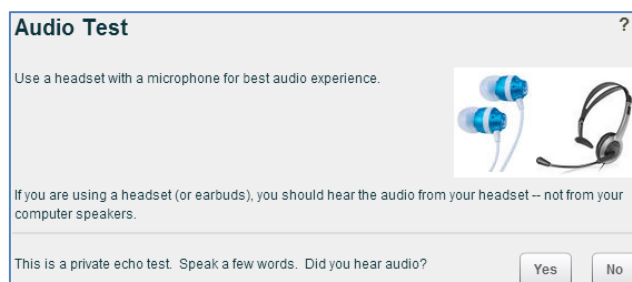 Audio Test ?
Use a headset with a microphone for best audio experience.
If you are using a headset (or earbuds), you should hear the audio from your headset -- not from your
computer speakers.
This is a private echo test.  Speak a few words.  Did you hear audio? Yes No